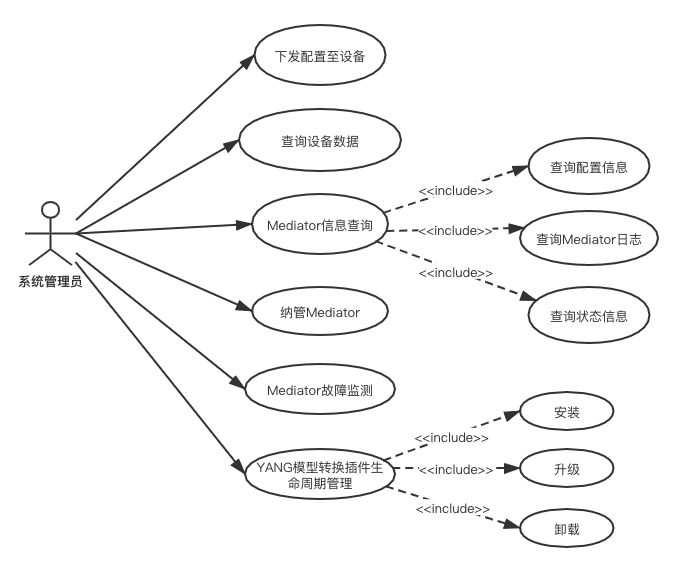 下发配置至设备
查询设备数据
查询配置信息
<<include>>
Mediator信息查询
<<include>>
查询Mediator日志
<<include>>
系统管理员
纳管Mediator
查询状态信息
Mediator故障监测
安装
<<include>>
YANG模型转换插件生
命周期管理
<<include>>
升级
<<include>>
卸载